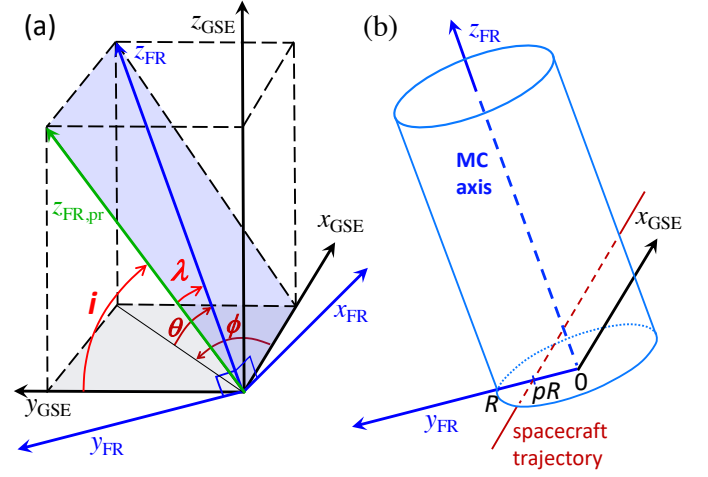 (a)
z_GSE
z_FR
z_FR,pr
x_GSE
λ
i
θ
ϕ
x_FR
y_GSE
y_FR
(b)
z_FR
MC
axis
x_GSE
R
pR
0
y_FR
spacecraft
trajectory